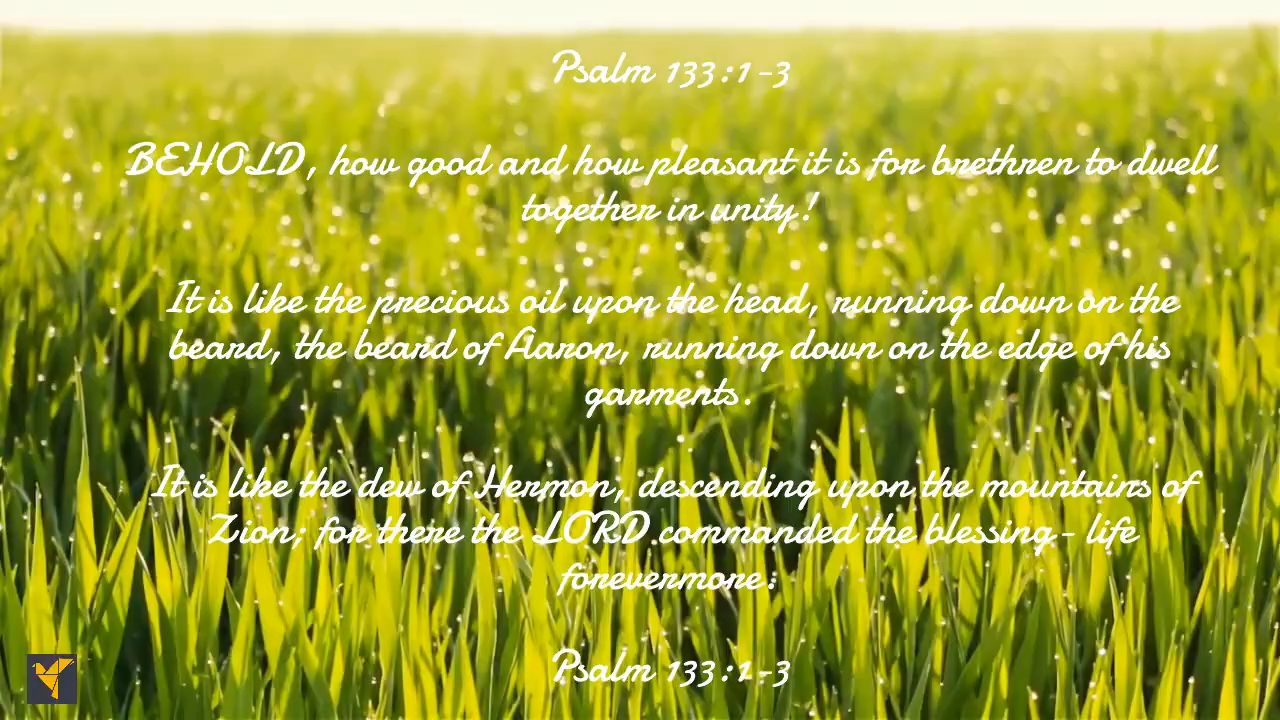 Psalm 133:1-3
BEHOLD, how good and how pleasant it is for brethren to dwell
together in unity!
It is like the precious oil upon the head, running down on the
beard, the beard of Aaron, running down on the edge of his
garments.
It is like the dew of Hermon, descending upon the mountains of
Zion; for there the LORD commanded the blessing- life
forevermore.
Psalm 133:1-3